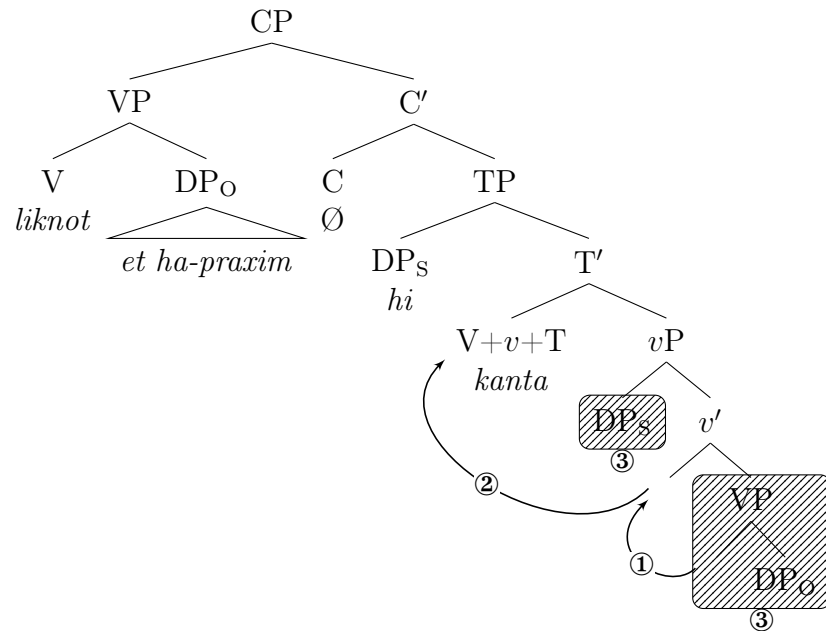 CP
VP C′
V DP_O C TP
liknot Ø
et ha-praxim DP_S T′
hi
V+v+T vP
kanta
DP_S v′
③
②
VP
①
DP_O
③